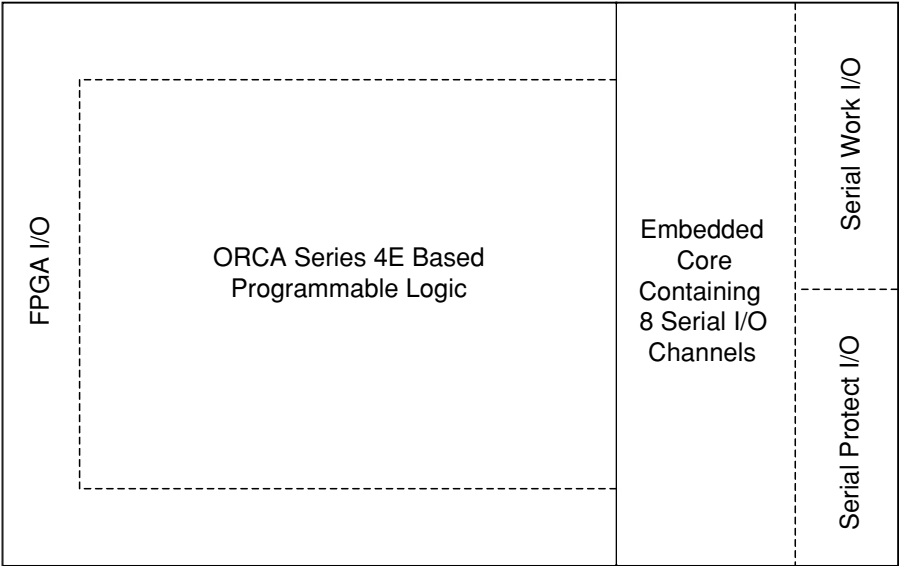 FPGA I/O
ORCA Series 4E Based
Programmable Logic
Embedded
Core
Containing
8 Serial I/O
Channels
Serial Work I/O
Serial Protect I/O